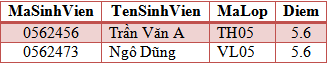 MaSinhVien TenSinhVien MaLop Diem
0562456 Trần Văn A TH05 5.6
0562473 Ngô Dũng VL05 5.6